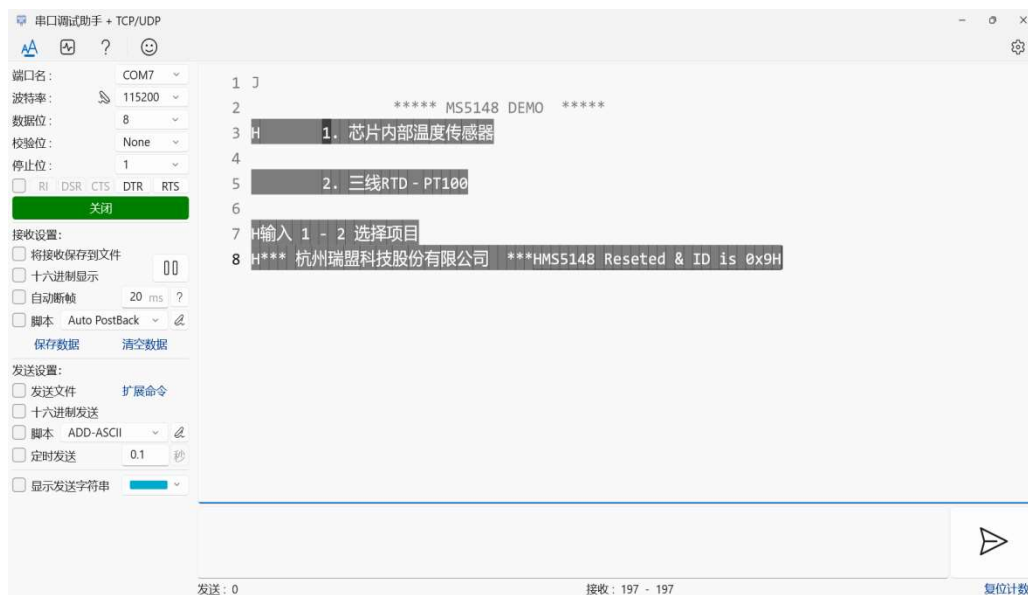 串口调试助手 + TCP/UDP
AA ?
端口名: COM7
波特率: 115200
数据位: 8
校验位: None
停止位: 1
RI DSR CTS DTR RTS
关闭
接收设置:
将接收保存到文件
十六进制显示
自动断帧 20 ms ?
脚本 Auto PostBack
保存数据 清空数据
发送设置:
发送文件 扩展命令
十六进制发送
脚本 ADD-ASCII
定时发送 0.1 秒
显示发送字符串
1 J
2 ***** MS5148 DEMO *****
3 H 1. 芯片内部温度传感器
4
5 2. 三线RTD - PT100
6
7 H输入 1 - 2 选择项目
8 H*** 杭州瑞盟科技股份有限公司 ***HMS5148 Reseted & ID is 0x9H
发送: 0 接收: 197 - 197 复位计数